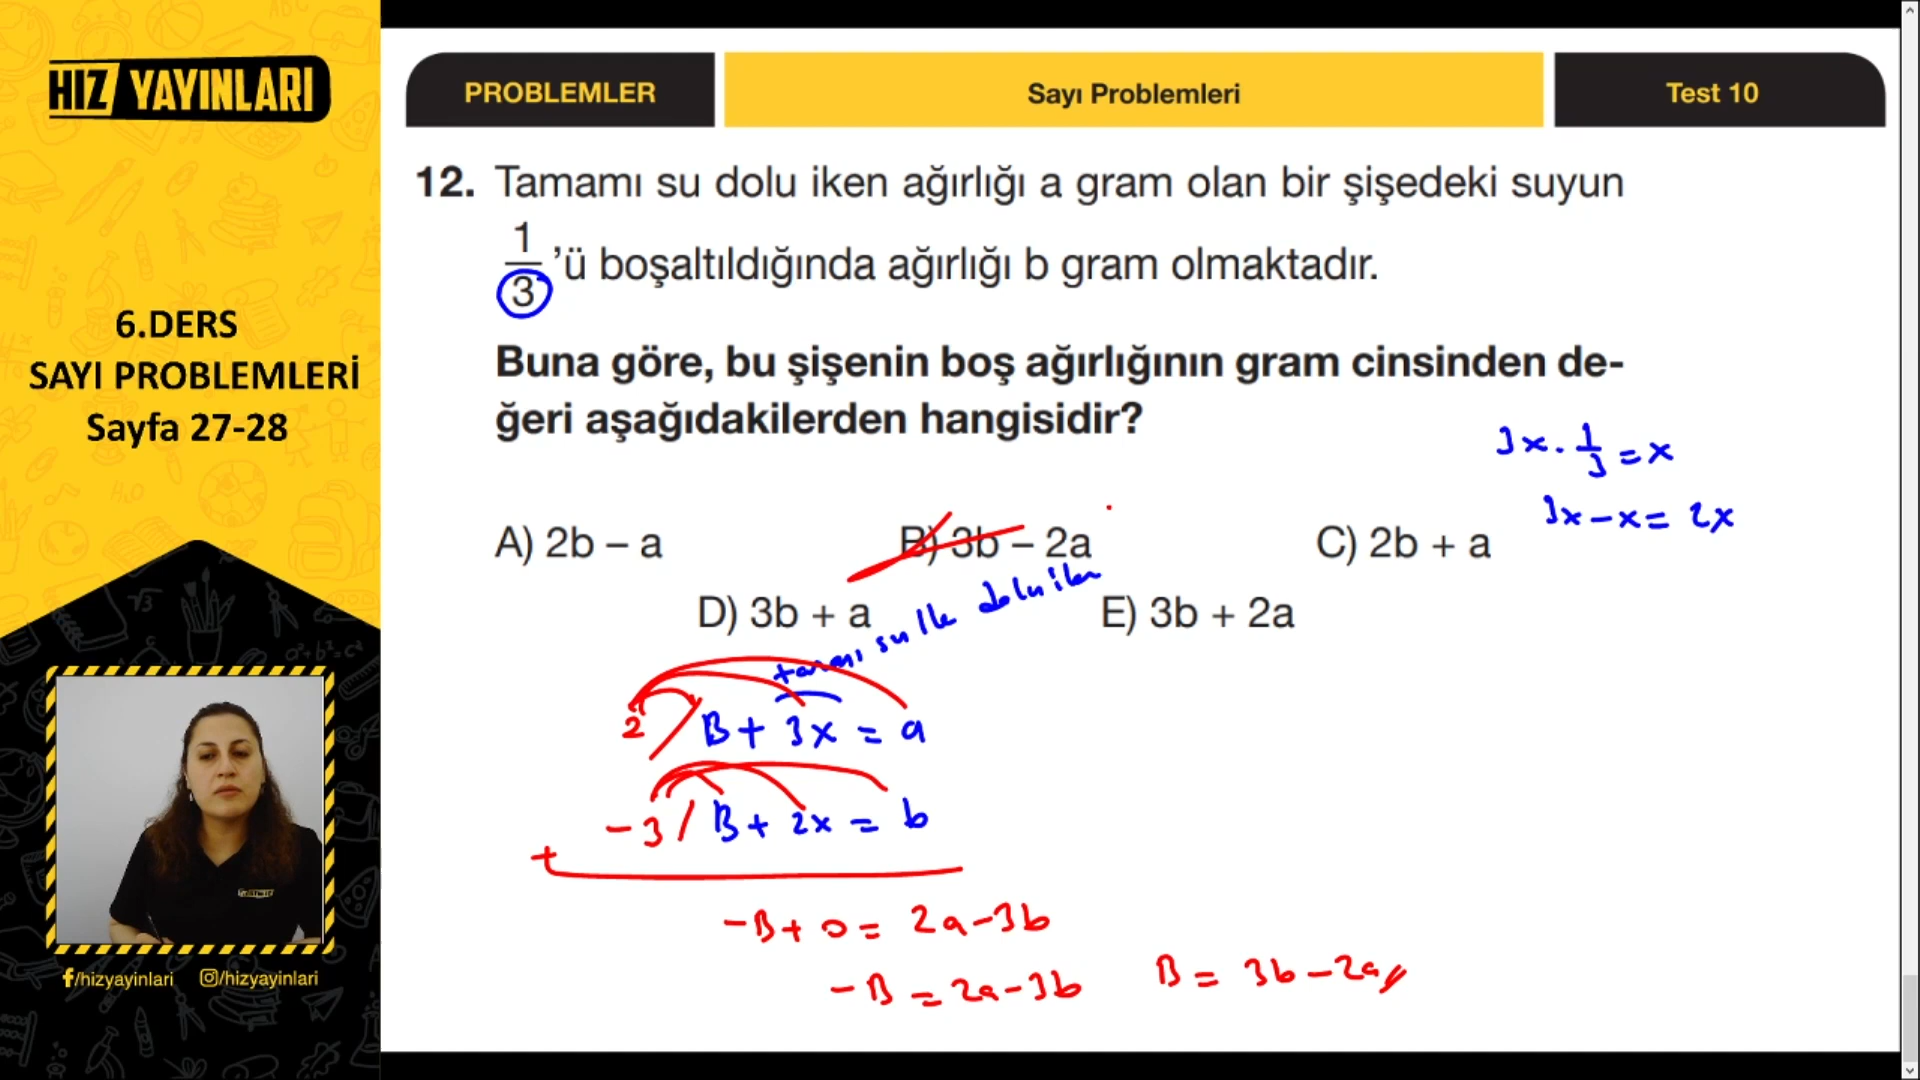 HIZ YAYINLARI
6.DERS
SAYI PROBLEMLERİ
Sayfa 27-28
/hizyayinlari /hizyayinlari
PROBLEMLER
Sayı Problemleri
Test 10
12. Tamamı su dolu iken ağırlığı a gram olan bir şişedeki suyun
1/3 'ü boşaltıldığında ağırlığı b gram olmaktadır.
Buna göre, bu şişenin boş ağırlığının gram cinsinden de-
ğeri aşağıdakilerden hangisidir?
3x . 1/3 = x
3x - x = 2x
A) 2b – a B) 3b – 2a C) 2b + a
D) 3b + a E) 3b + 2a
tamamı su ile dolu iken
2 / B + 3x = a
-3 / B + 2x = b
+
-B + 0 = 2a - 3b
-B = 2a - 3b B = 3b - 2a